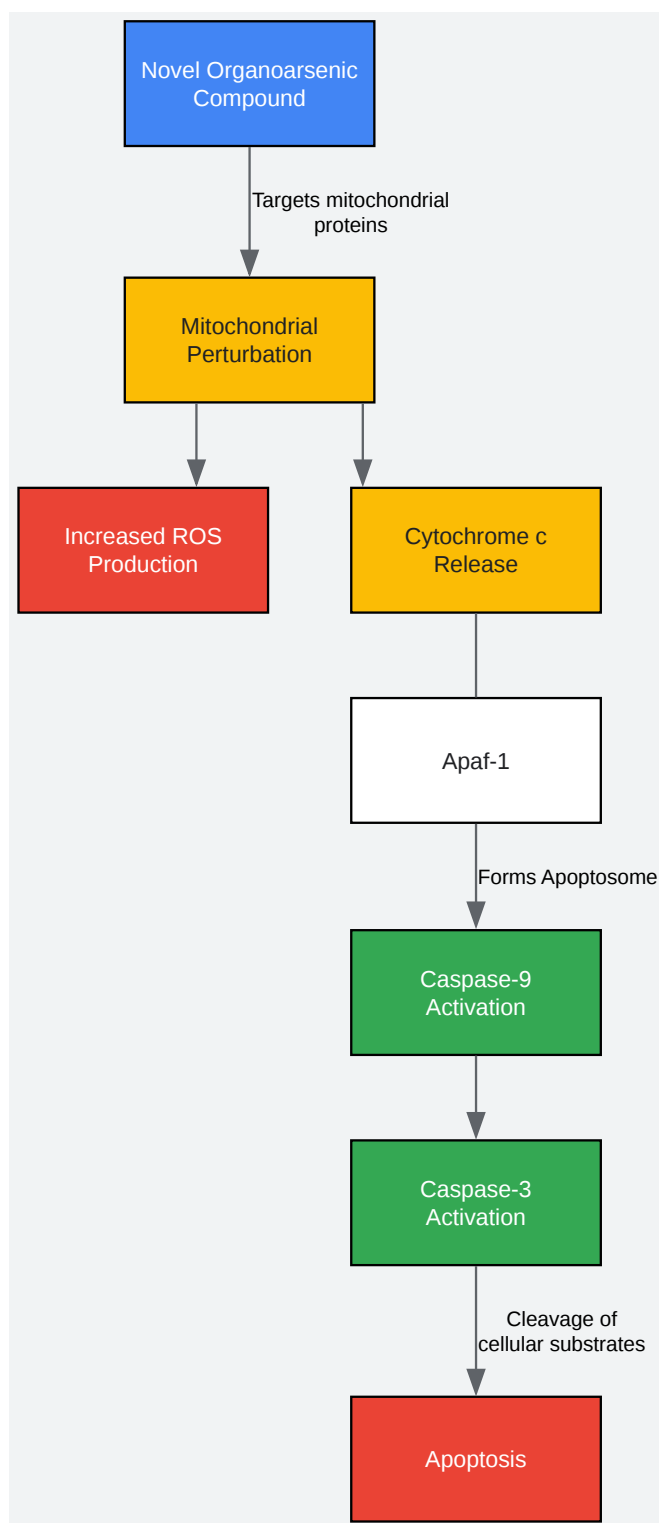 Novel Organoarsenic
Compound
Targets mitochondrial
proteins
Mitochondrial
Perturbation
Increased ROS
Production
Cytochrome c
Release
Apaf-1
Forms Apoptosome
Caspase-9
Activation
Caspase-3
Activation
Cleavage of
cellular substrates
Apoptosis